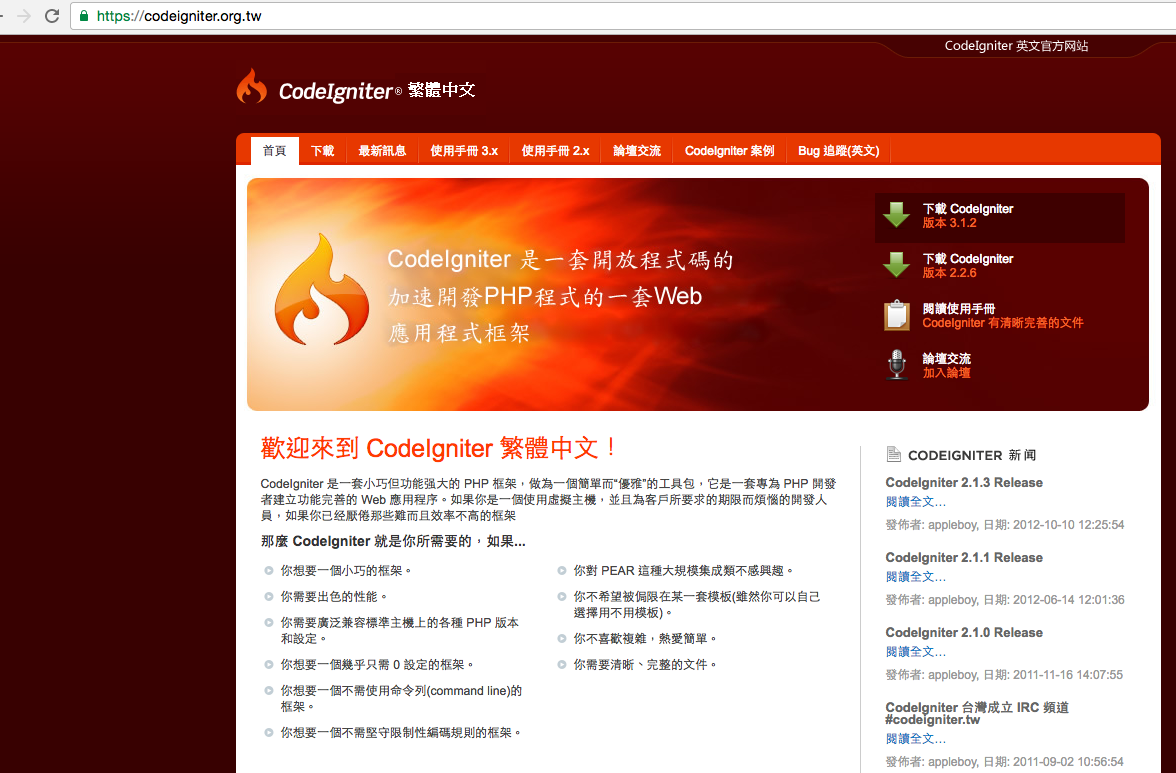 https://codeigniter.org.tw
CodeIgniter 英文官方网站
CodeIgniter® 繁體中文
首頁
下載
最新訊息
使用手冊 3.x
使用手冊 2.x
論壇交流
CodeIgniter 案例
Bug 追蹤(英文)
CodeIgniter 是一套開放程式碼的
加速開發PHP程式的一套Web
應用程式框架
下載 CodeIgniter
版本 3.1.2
下載 CodeIgniter
版本 2.2.6
閱讀使用手冊
CodeIgniter 有清晰完善的文件
論壇交流
加入論壇
歡迎來到 CodeIgniter 繁體中文！
CodeIgniter 是一套小巧但功能强大的 PHP 框架，做為一個簡單而“優雅”的工具包，它是一套專為 PHP 開發
者建立功能完善的 Web 應用程序。如果你是一個使用虛擬主機，並且為客戶所要求的期限而煩惱的開發人
員，如果你已经厭倦那些難而且效率不高的框架
那麼 CodeIgniter 就是你所需要的，如果...
你想要一個小巧的框架。
你需要出色的性能。
你需要廣泛兼容標準主機上的各種 PHP 版本
和設定。
你想要一個幾乎只需 0 設定的框架。
你想要一個不需使用命令列(command line)的
框架。
你想要一個不需堅守限制性編碼規則的框架。
你對 PEAR 這種大規模集成類不感興趣。
你不希望被侷限在某一套模板(雖然你可以自己
選擇用不用模板)。
你不喜歡複雜，熱愛簡單。
你需要清晰、完整的文件。
CODEIGNITER 新闻
CodeIgniter 2.1.3 Release
閱讀全文…
發佈者: appleboy, 日期: 2012-10-10 12:25:54
CodeIgniter 2.1.1 Release
閱讀全文…
發佈者: appleboy, 日期: 2012-06-14 12:01:36
CodeIgniter 2.1.0 Release
閱讀全文…
發佈者: appleboy, 日期: 2011-11-16 14:07:55
CodeIgniter 台灣成立 IRC 頻道
#codeigniter.tw
閱讀全文…
發佈者: appleboy, 日期: 2011-09-02 10:56:54